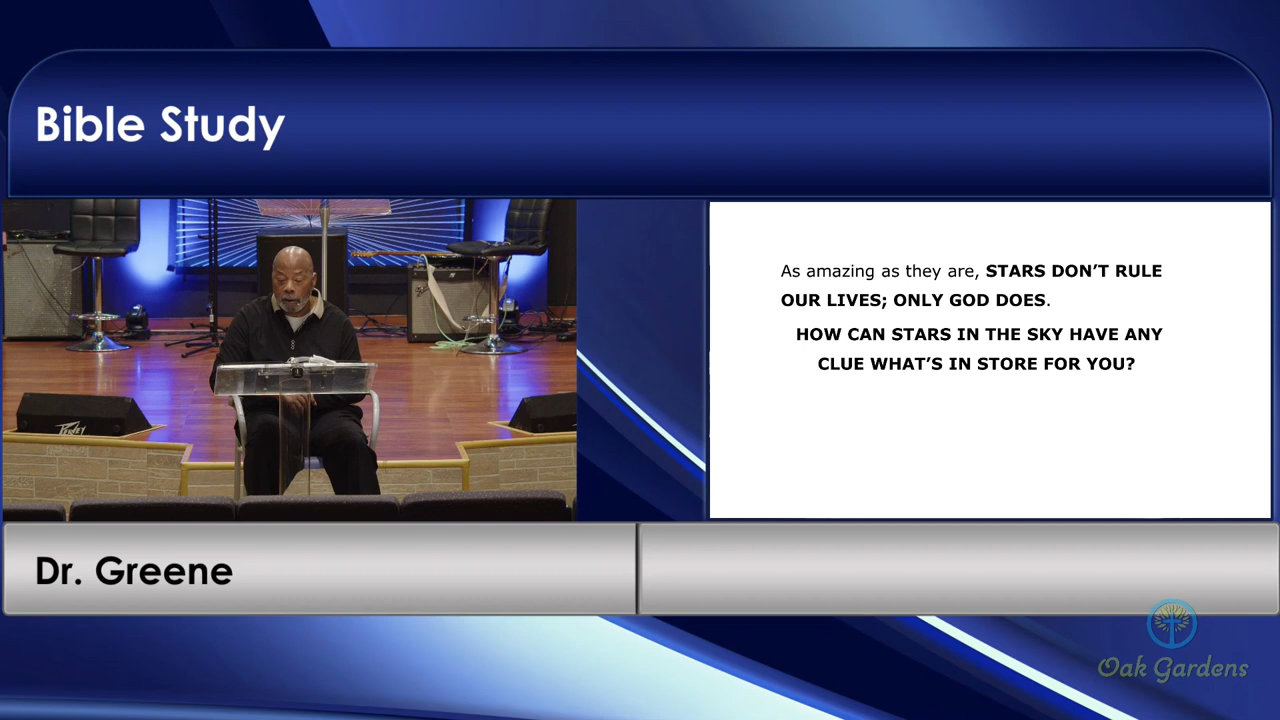 Bible Study
As amazing as they are, STARS DON’T RULE
OUR LIVES; ONLY GOD DOES.
HOW CAN STARS IN THE SKY HAVE ANY
CLUE WHAT’S IN STORE FOR YOU?
PEAVEY
Dr. Greene
Oak Gardens